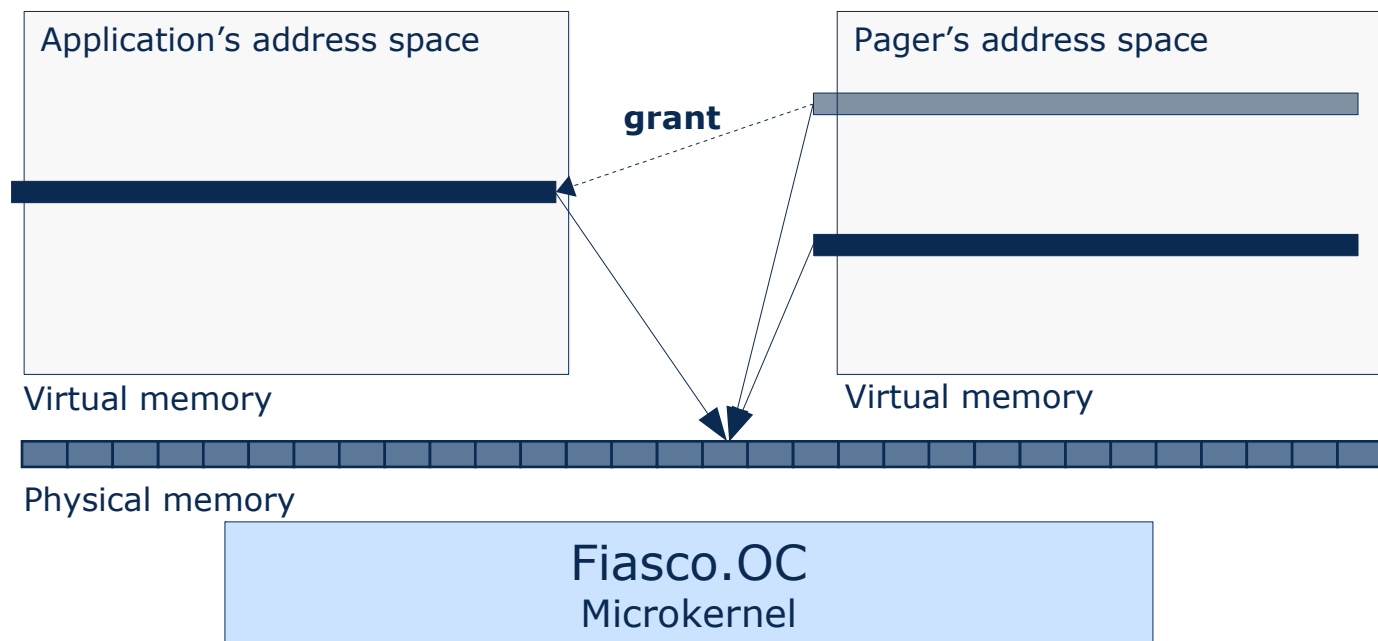 Application’s address space
Pager’s address space
grant
Virtual memory
Virtual memory
Physical memory
Fiasco.OC
Microkernel